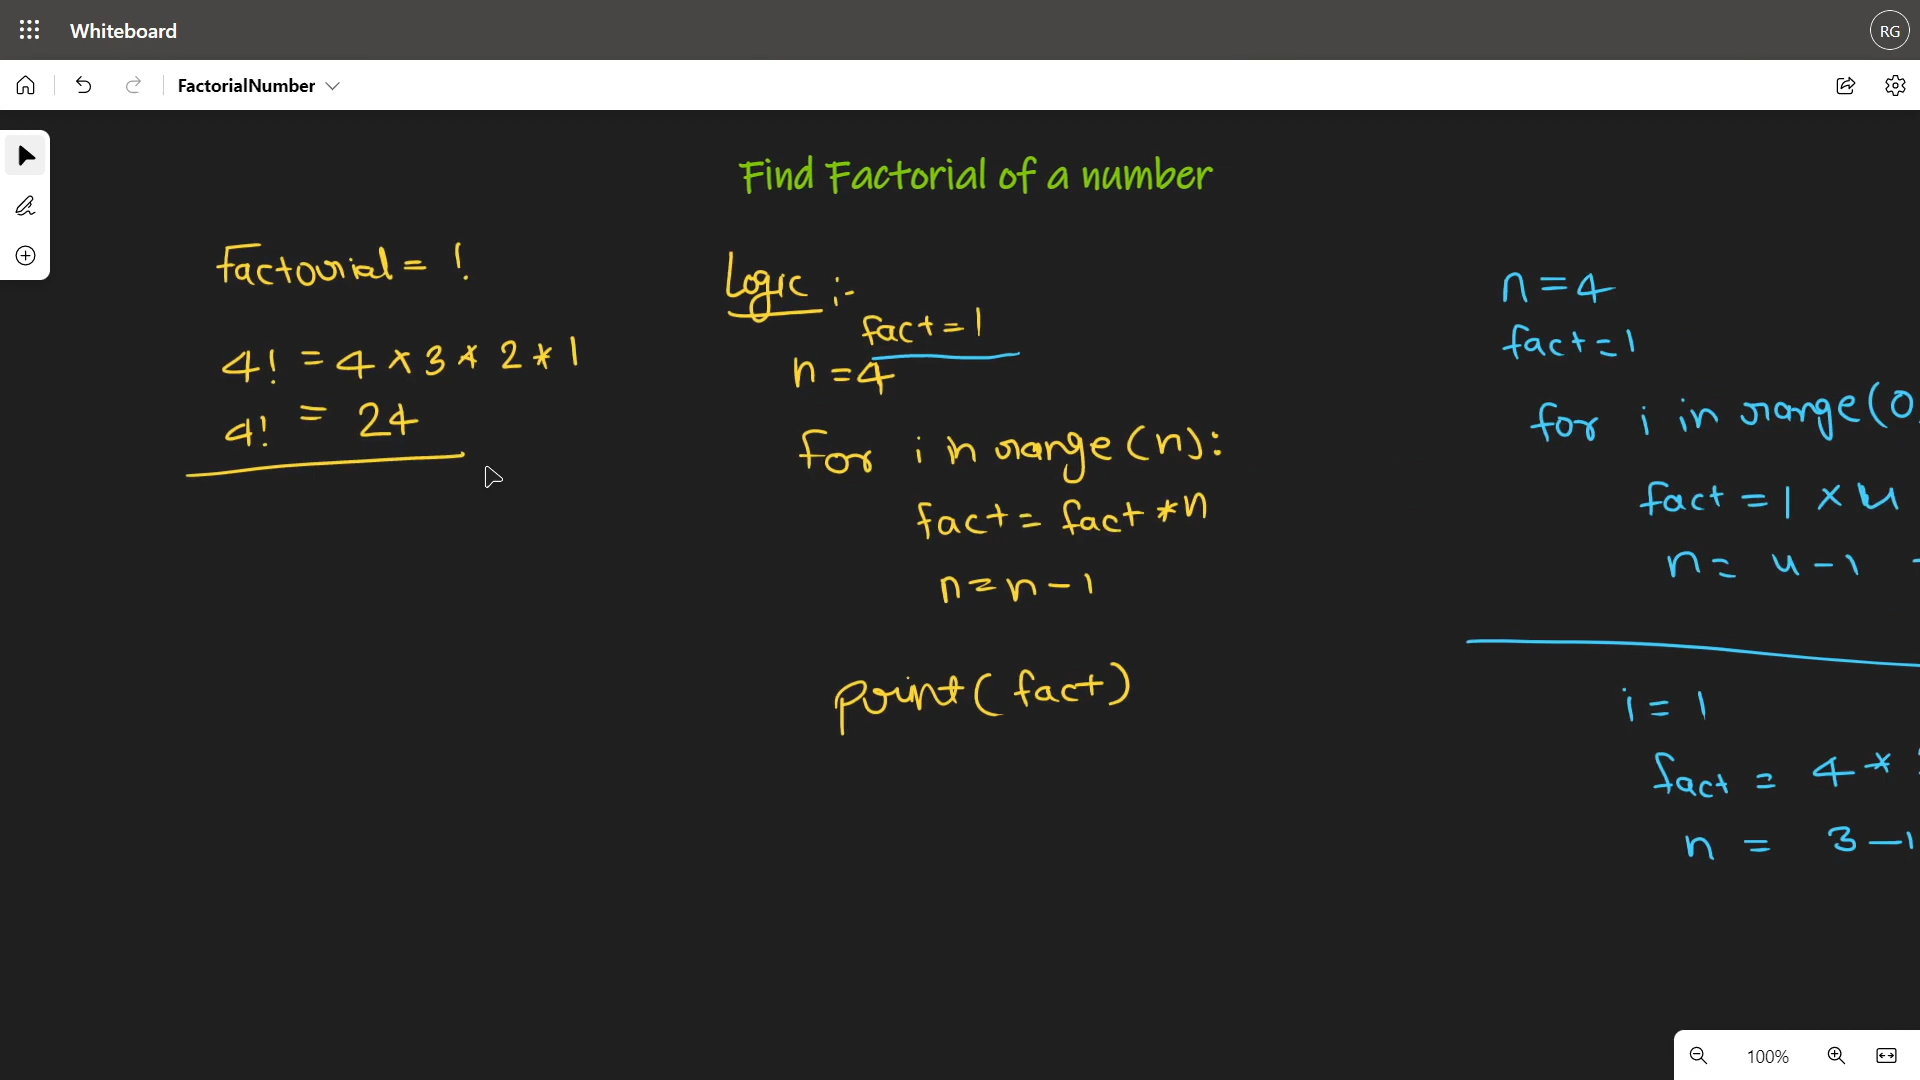 Whiteboard
RG
FactorialNumber
Find Factorial of a number
Factorial = !
4! = 4 × 3 * 2 * 1
4! = 24
Logic :-
fact = 1
n = 4
for i in range (n):
fact = fact * n
n = n - 1
print( fact)
n = 4
fact = 1
for i in range(0,
fact = 1 × 4
n = 4 - 1
i = 1
fact = 4 *
n = 3 - 1
100%